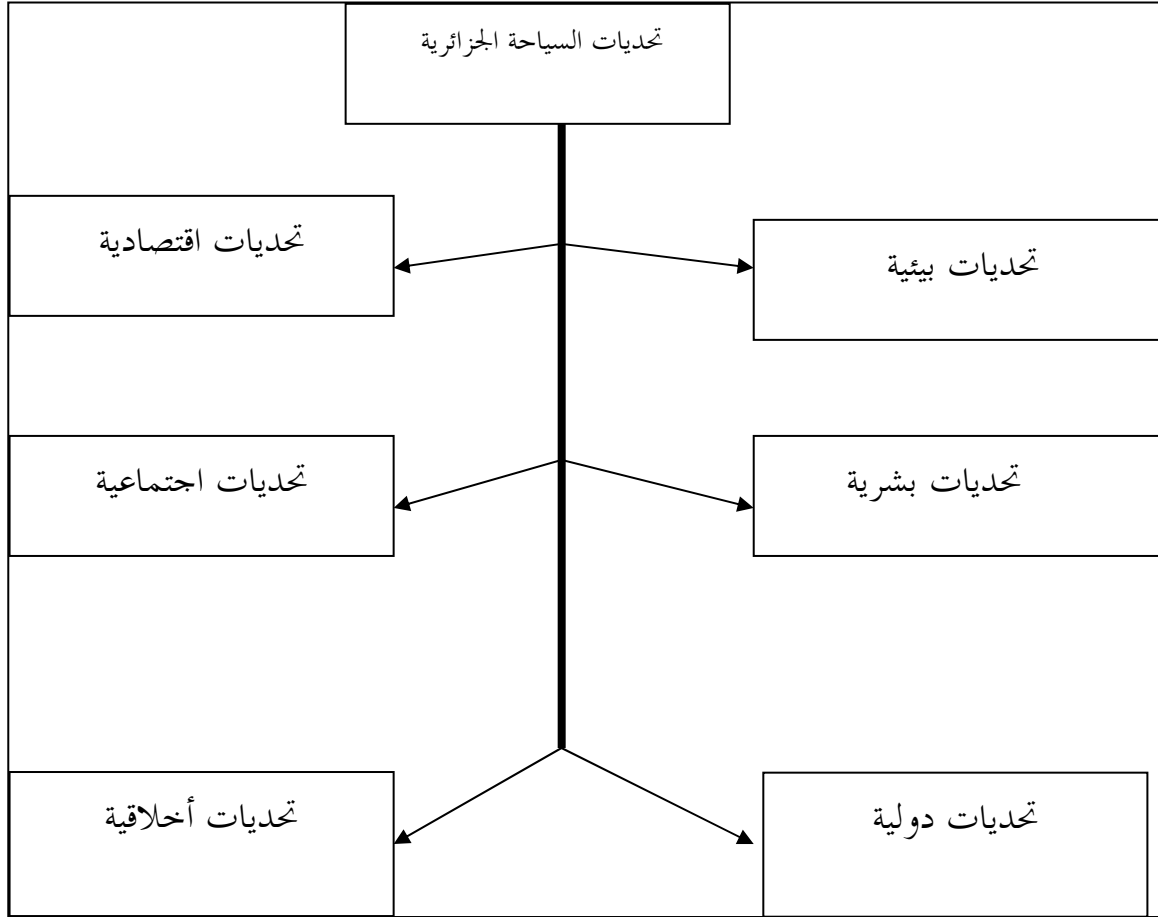 تحديات السياحة الجزائرية
تحديات بيئية
تحديات اقتصادية
تحديات بشرية
تحديات اجتماعية
تحديات دولية
تحديات أخلاقية